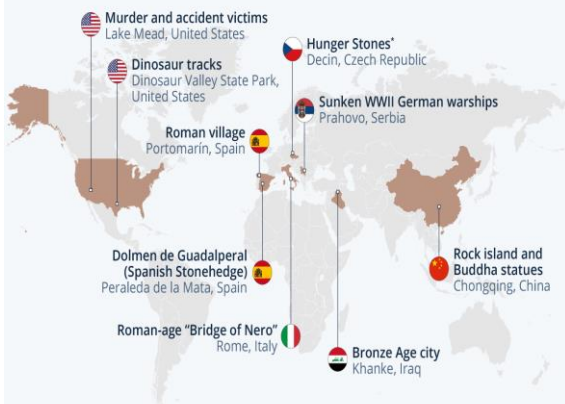 Murder and accident victims
Lake Mead, United States
Dinosaur tracks
Dinosaur Valley State Park,
United States
Hunger Stones*
Decin, Czech Republic
Sunken WWII German warships
Prahovo, Serbia
Roman village
Portomarín, Spain
Dolmen de Guadalperal
(Spanish Stonehedge)
Peraleda de la Mata, Spain
Rock island and
Buddha statues
Chongqing, China
Roman-age "Bridge of Nero"
Rome, Italy
Bronze Age city
Khanke, Iraq